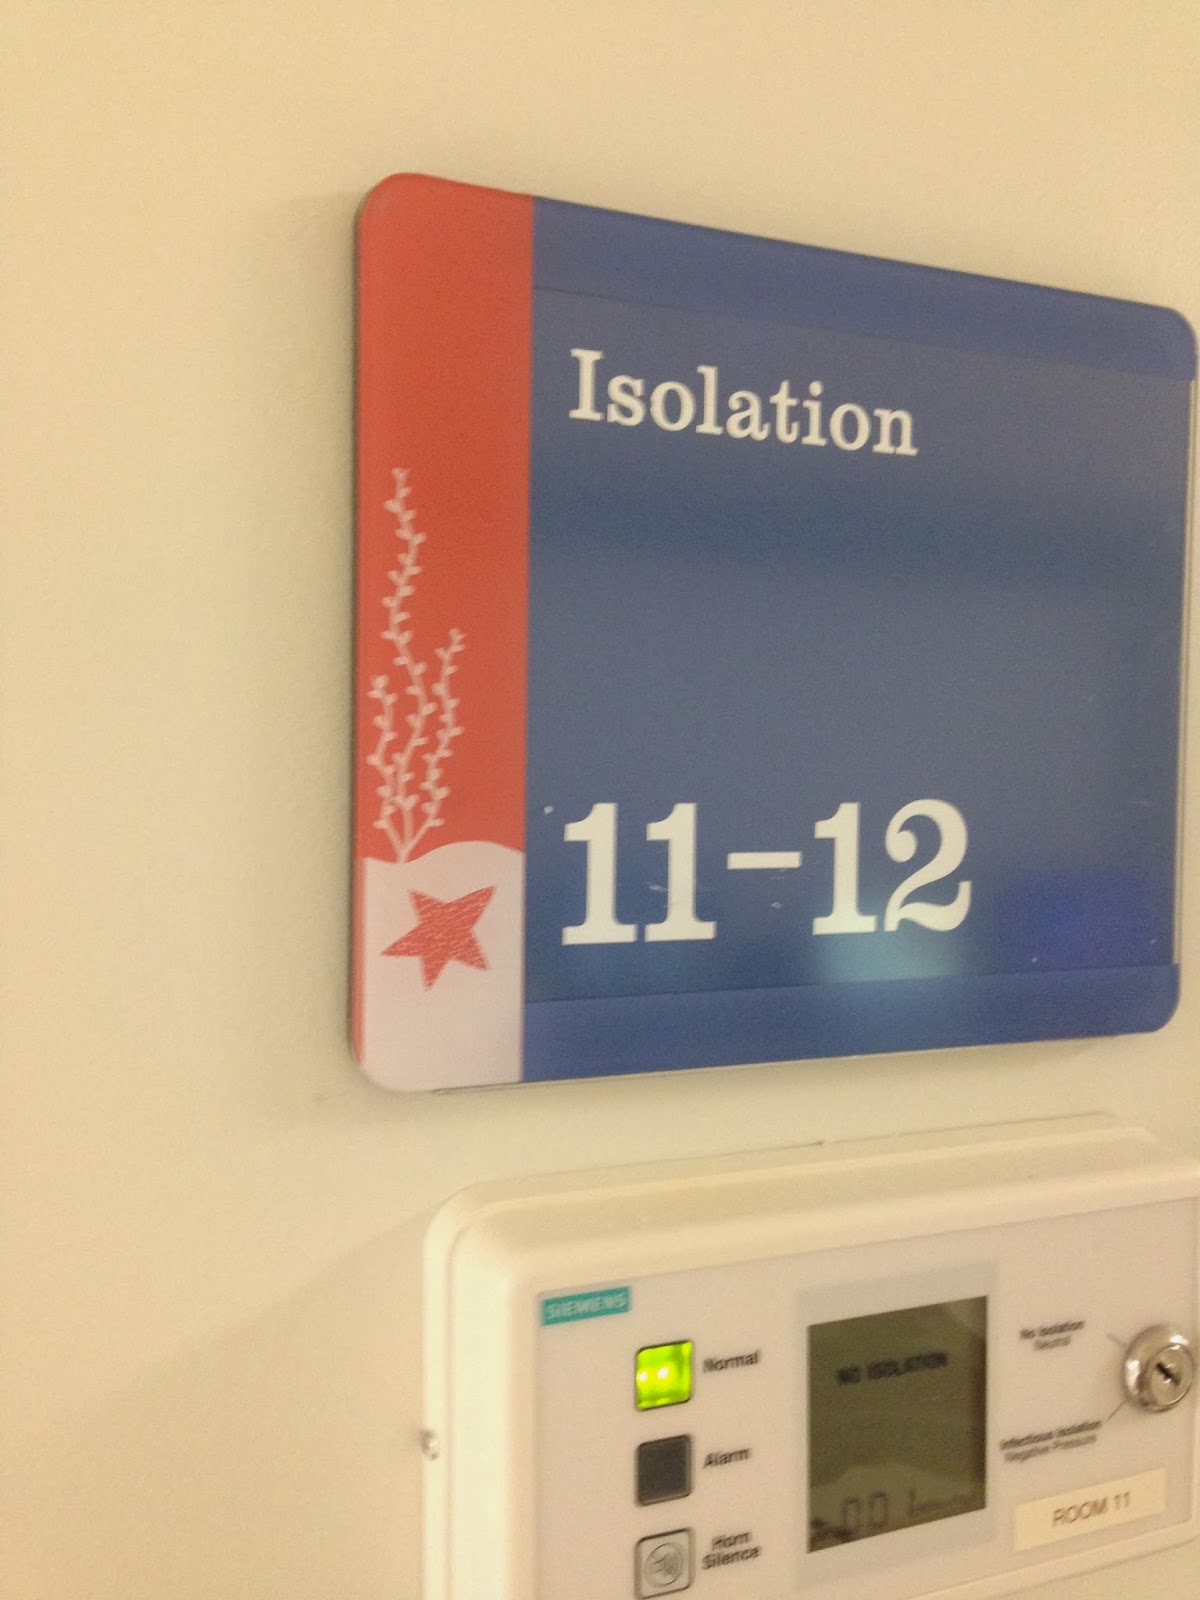 Isolation
11-12
SIEMENS
Normal
Alarm
Horn
Silence
NO ISOLATION
No Isolation
Neutral
Infectious Isolation
Negative Pressure
ROOM 11